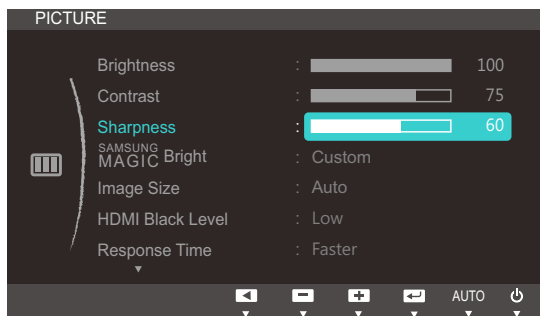 PICTURE
Brightness : 100
Contrast : 75
Sharpness : 60
SAMSUNG MAGIC Bright : Custom
Image Size : Auto
HDMI Black Level : Low
Response Time : Faster
AUTO